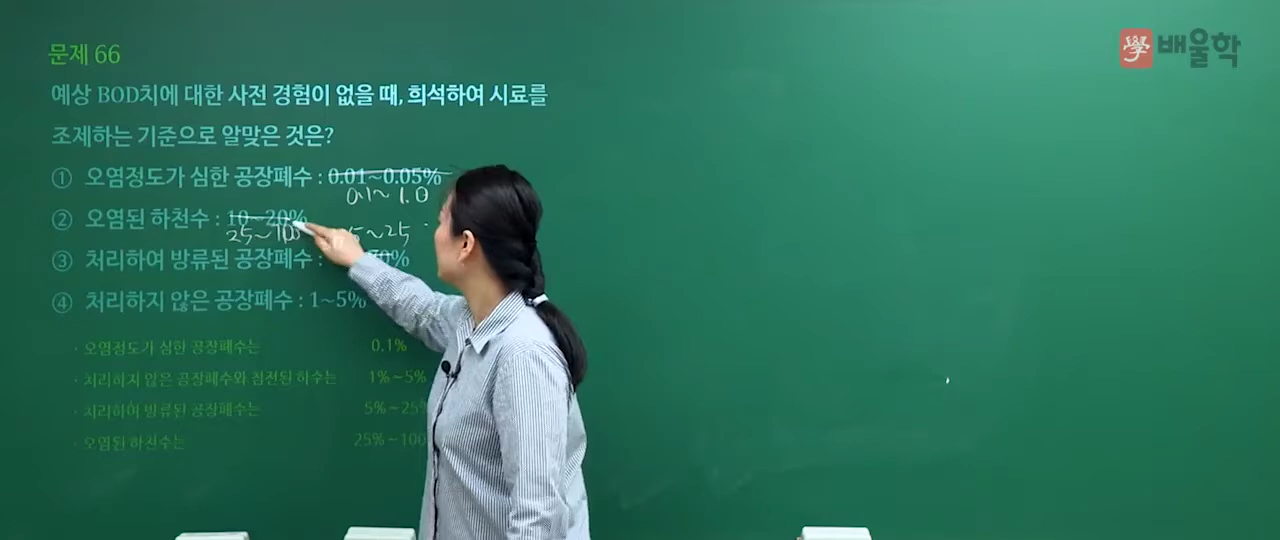 學 배울학
문제 66
예상 BOD치에 대한 사전 경험이 없을 때, 희석하여 시료를
조제하는 기준으로 알맞은 것은?
① 오염정도가 심한 공장폐수 : 0.01~0.05%
0.1~1.0
② 오염된 하천수 : 10~20%
25~100
5~25
③ 처리하여 방류된 공장폐수 :
④ 처리하지 않은 공장폐수 : 1~5%
· 오염정도가 심한 공장폐수는 0.1%
· 처리하지 않은 공장폐수와 침전된 하수는 1%~5%
· 처리하여 방류된 공장폐수는 5%~25%
· 오염된 하천수는 25%~100